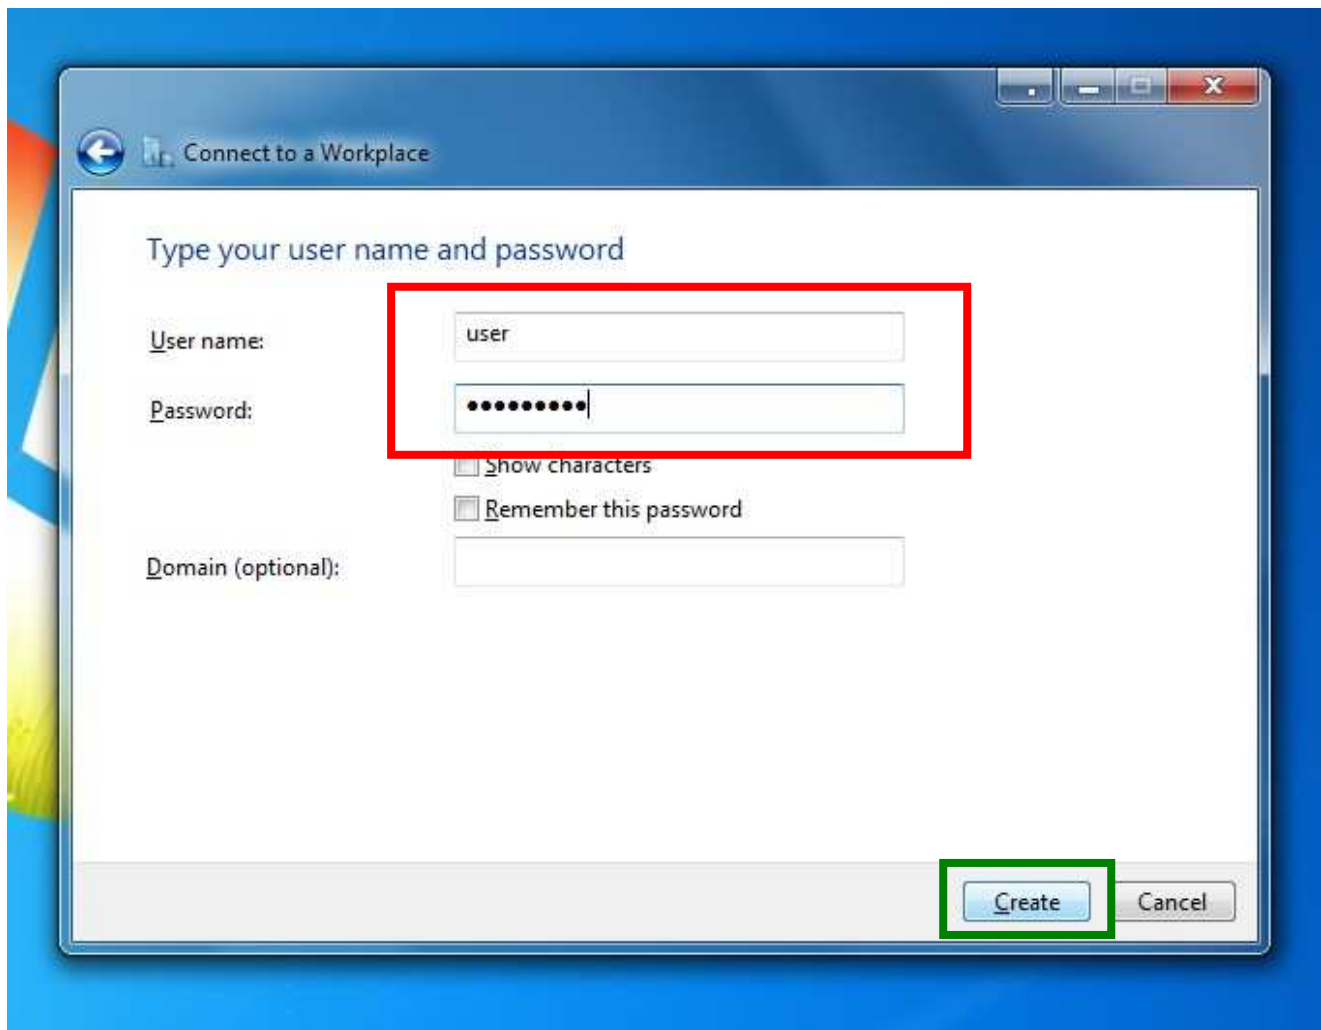 Connect to a Workplace
Type your user name and password
User name:
user
Password:
•••••••••
Show characters
Remember this password
Domain (optional):
Create
Cancel